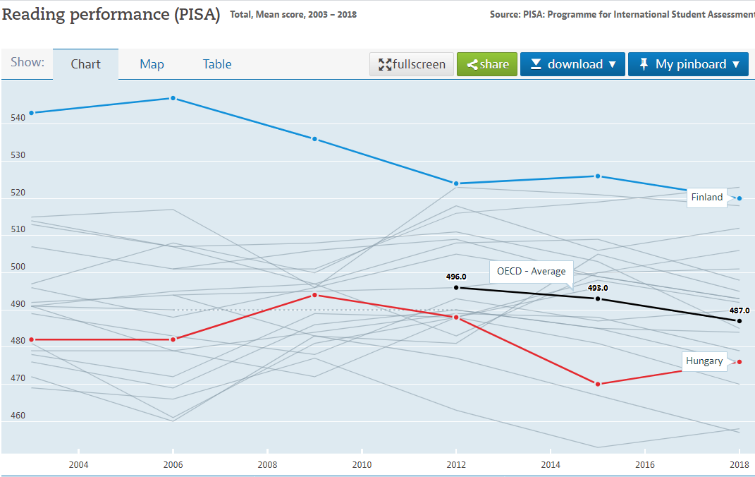 Reading performance (PISA) Total, Mean score, 2003 – 2018 Source: PISA: Programme for International Student Assessment
Show: Chart Map Table fullscreen share download ▼ My pinboard ▼
540
530
520
Finland
510
500
496.0 OECD - Average
493.0
490
487.0
480
Hungary
470
460
2004 2006 2008 2010 2012 2014 2016 2018